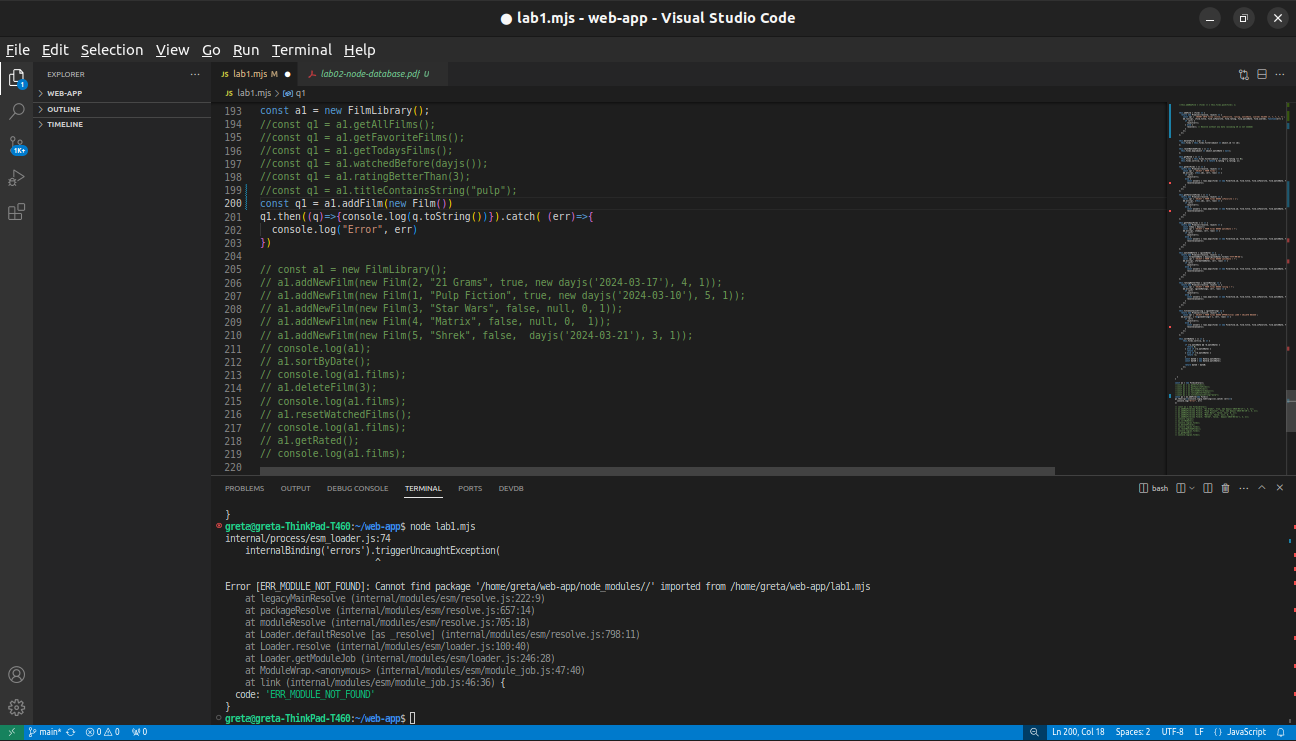 lab1.mjs - web-app - Visual Studio Code
File Edit Selection View Go Run Terminal Help
EXPLORER
JS lab1.mjs M
lab02-node-database.pdf U
WEB-APP
OUTLINE
TIMELINE
JS lab1.mjs > q1
193 const a1 = new FilmLibrary();
194 //const q1 = a1.getAllFilms();
195 //const q1 = a1.getFavoriteFilms();
196 //const q1 = a1.getTodaysFilms();
197 //const q1 = a1.watchedBefore(dayjs());
198 //const q1 = a1.ratingBetterThan(3);
199 //const q1 = a1.titleContainsString("pulp");
200 const q1 = a1.addFilm(new Film())
201 q1.then((q)=>{console.log(q.toString())}).catch( (err)=>{
202 console.log("Error", err)
203 })
204
205 // const a1 = new FilmLibrary();
206 // a1.addNewFilm(new Film(2, "21 Grams", true, new dayjs('2024-03-17'), 4, 1));
207 // a1.addNewFilm(new Film(1, "Pulp Fiction", true, new dayjs('2024-03-10'), 5, 1));
208 // a1.addNewFilm(new Film(3, "Star Wars", false, null, 0, 1));
209 // a1.addNewFilm(new Film(4, "Matrix", false, null, 0,  1));
210 // a1.addNewFilm(new Film(5, "Shrek", false,  dayjs('2024-03-21'), 3, 1));
211 // console.log(a1);
212 // a1.sortByDate();
213 // console.log(a1.films);
214 // a1.deleteFilm(3);
215 // console.log(a1.films);
216 // a1.resetWatchedFilms();
217 // console.log(a1.films);
218 // a1.getRated();
219 // console.log(a1.films);
220
1
1K+
PROBLEMS OUTPUT DEBUG CONSOLE TERMINAL PORTS DEVDB
bash
}
greta@greta-ThinkPad-T460:~/web-app$ node lab1.mjs
internal/process/esm_loader.js:74
internalBinding('errors').triggerUncaughtException(
^
Error [ERR_MODULE_NOT_FOUND]: Cannot find package '/home/greta/web-app/node_modules//' imported from /home/greta/web-app/lab1.mjs
at legacyMainResolve (internal/modules/esm/resolve.js:222:9)
at packageResolve (internal/modules/esm/resolve.js:657:14)
at moduleResolve (internal/modules/esm/resolve.js:705:18)
at Loader.defaultResolve [as _resolve] (internal/modules/esm/resolve.js:798:11)
at Loader.resolve (internal/modules/esm/loader.js:100:40)
at Loader.getModuleJob (internal/modules/esm/loader.js:246:28)
at ModuleWrap.<anonymous> (internal/modules/esm/module_job.js:47:40)
at link (internal/modules/esm/module_job.js:46:36) {
code: 'ERR_MODULE_NOT_FOUND'
}
greta@greta-ThinkPad-T460:~/web-app$
main* 0 0 0
Ln 200, Col 18 Spaces: 2 UTF-8 LF {} JavaScript